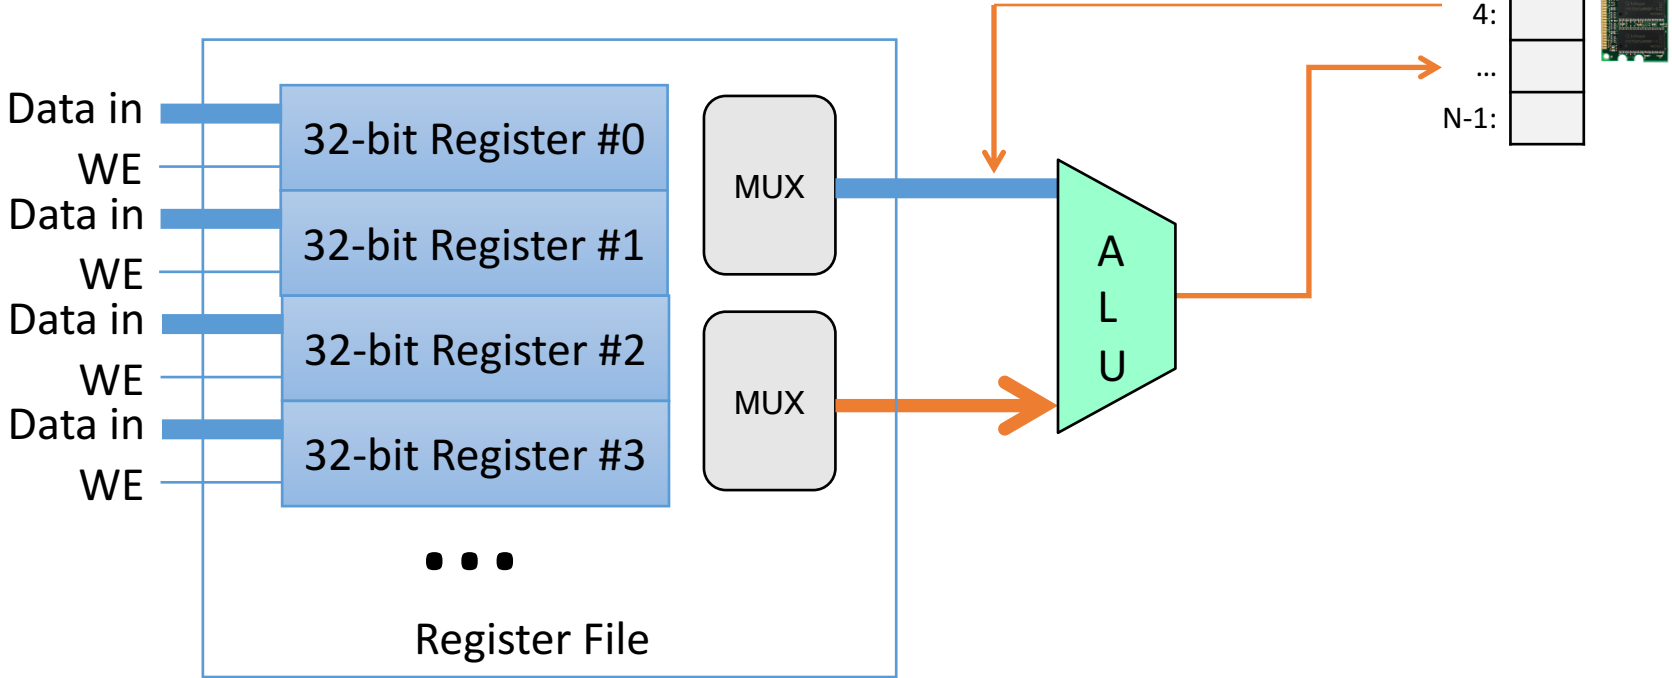 4:
…
N-1:
Data in
WE
Data in
WE
Data in
WE
Data in
WE
32-bit Register #0
32-bit Register #1
32-bit Register #2
32-bit Register #3
...
Register File
MUX
MUX
A
L
U